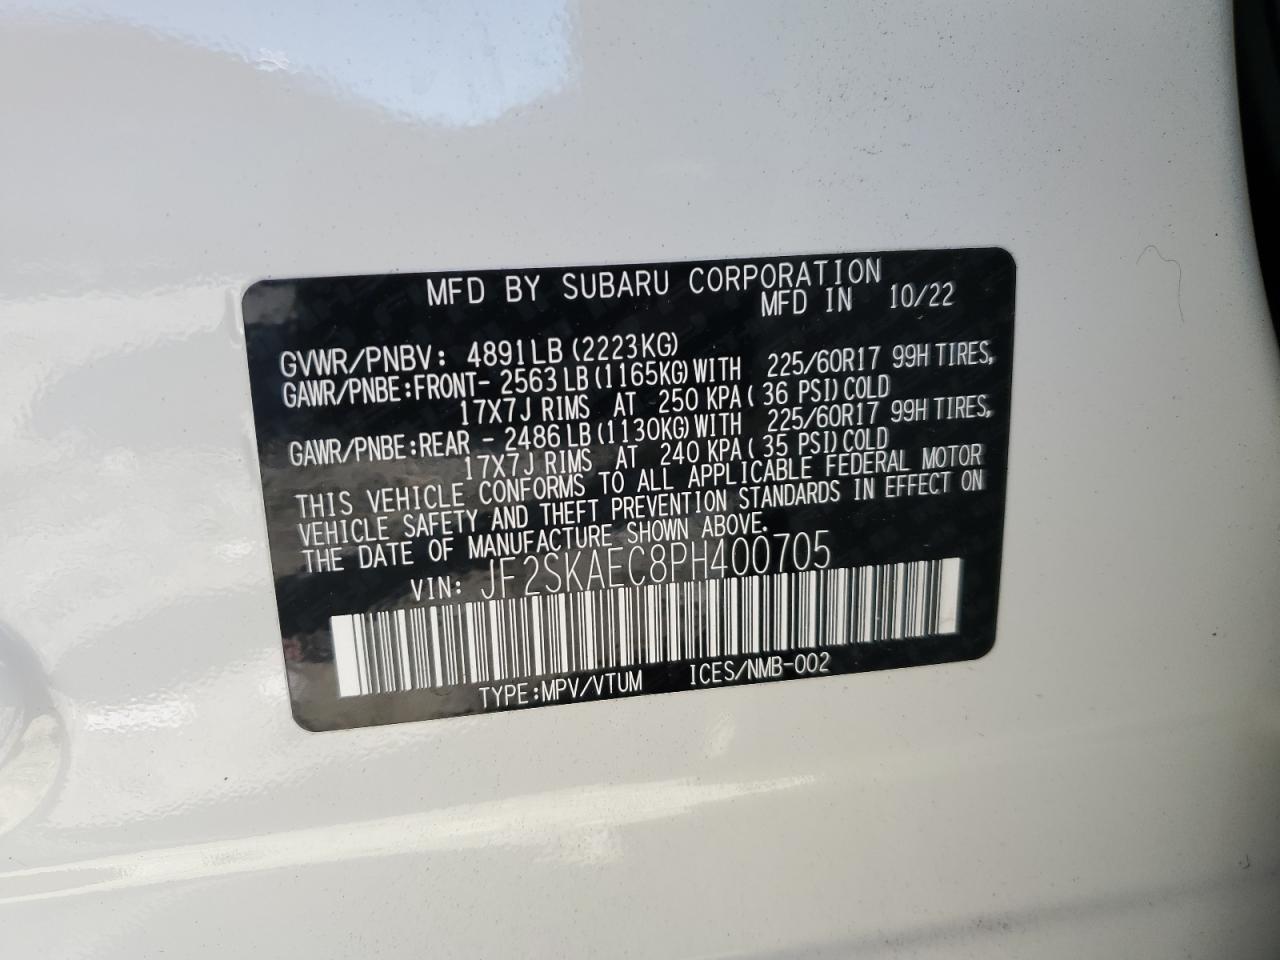 MFD BY SUBARU CORPORATION
MFD IN 10/22
GVWR/PNBV: 4891LB(2223KG)
GAWR/PNBE:FRONT- 2563LB(1165KG)WITH 225/60R17 99H TIRES,
17X7J RIMS AT 250 KPA( 36 PSI)COLD
GAWR/PNBE:REAR - 2486LB(1130KG)WITH 225/60R17 99H TIRES,
17X7J RIMS AT 240 KPA( 35 PSI)COLD
THIS VEHICLE CONFORMS TO ALL APPLICABLE FEDERAL MOTOR
VEHICLE SAFETY AND THEFT PREVENTION STANDARDS IN EFFECT ON
THE DATE OF MANUFACTURE SHOWN ABOVE.
VIN: JF2SKAEC8PH400705
TYPE:MPV/VTUM ICES/NMB-002